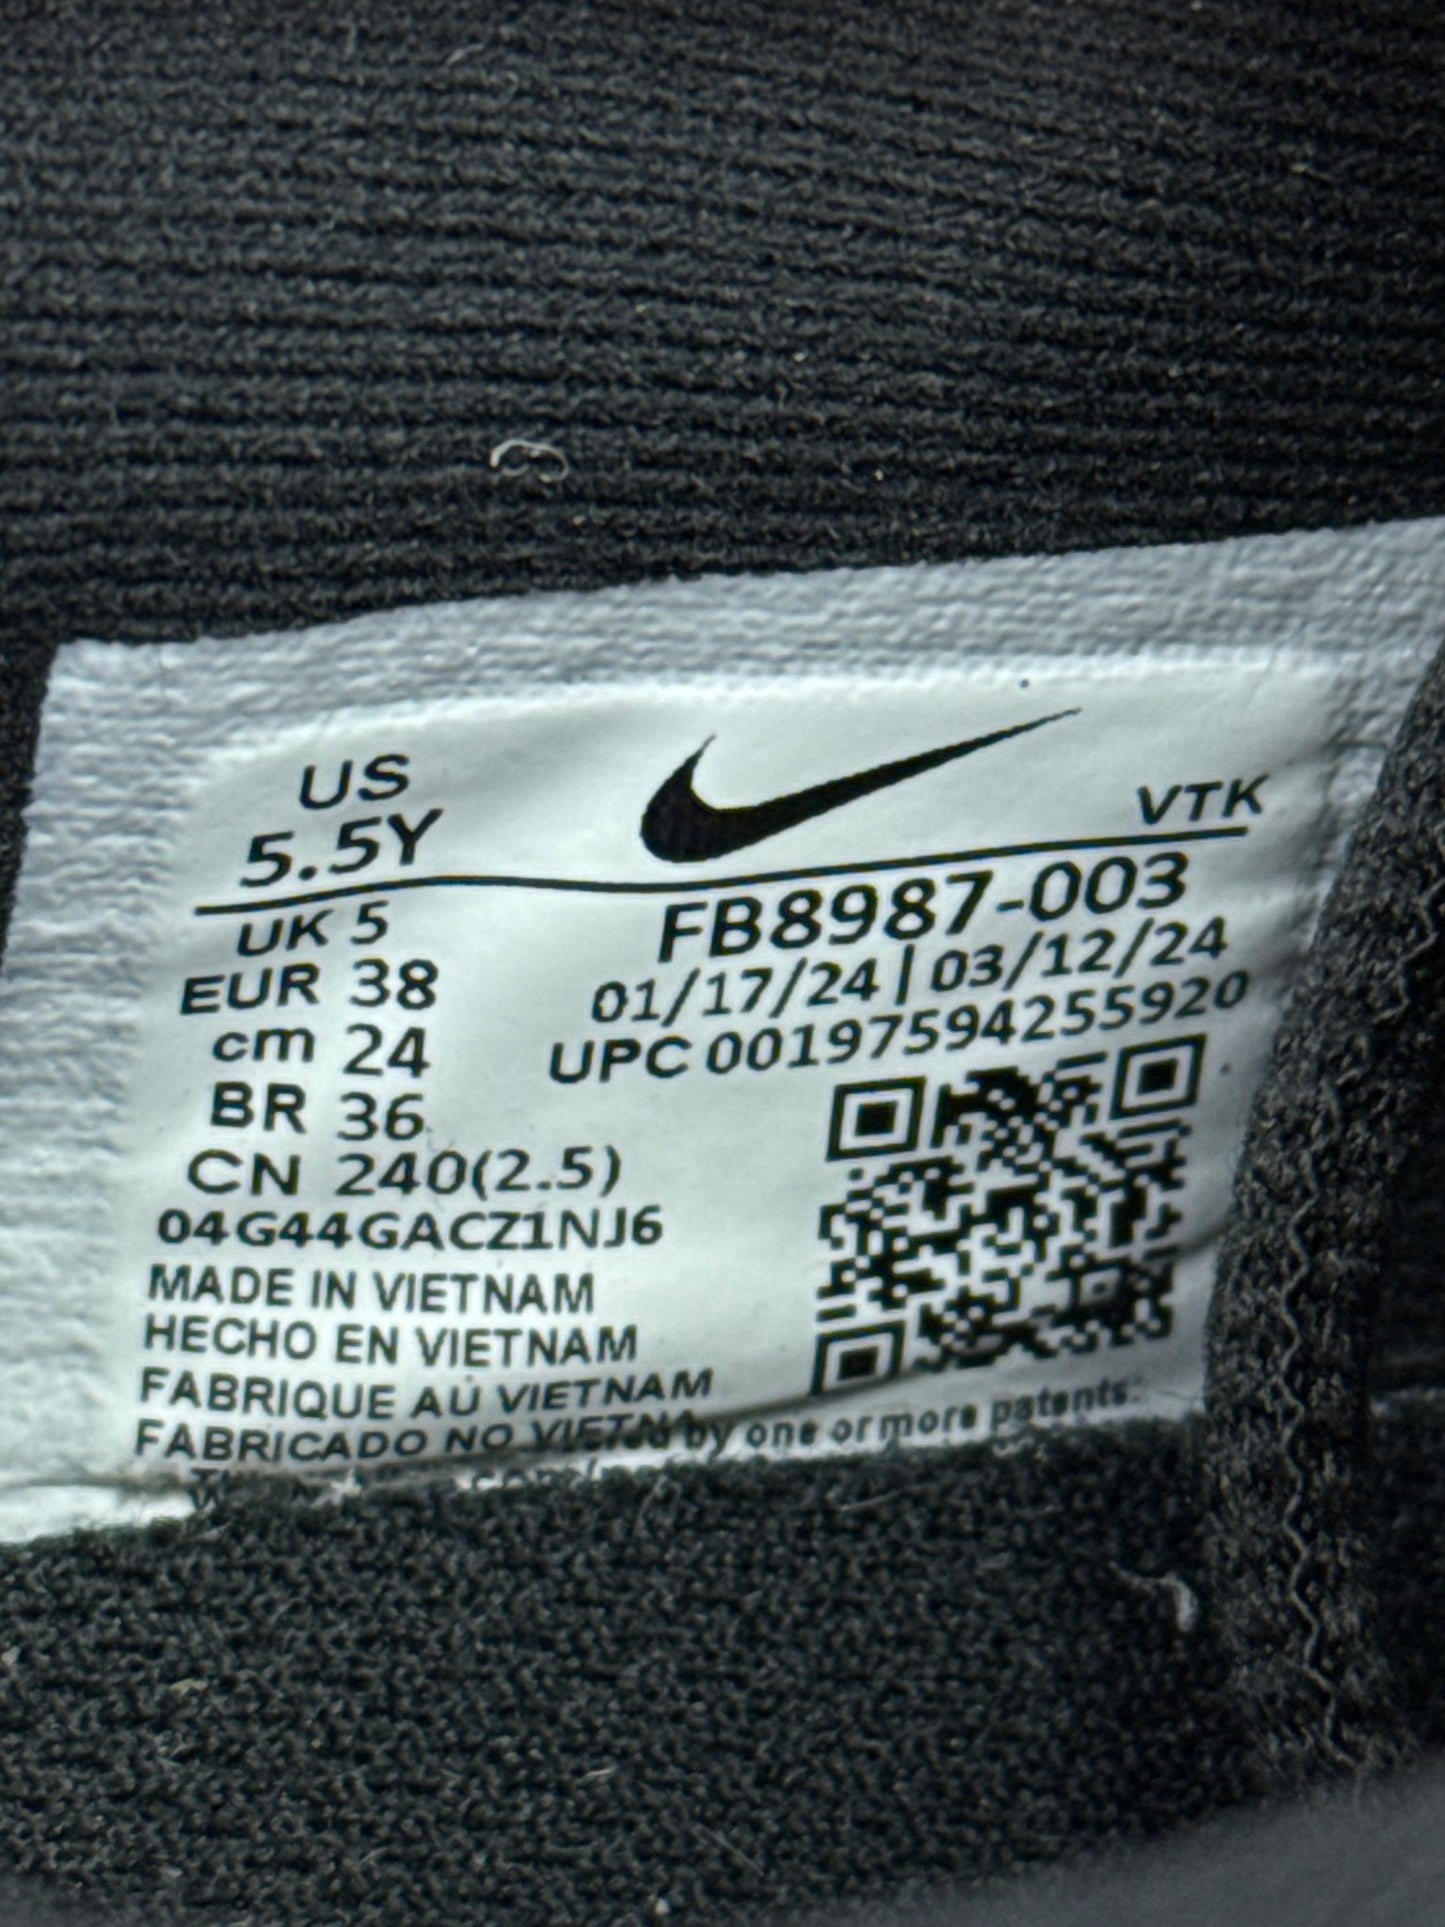 US
5.5Y
VTK
UK 5
EUR 38
cm 24
BR 36
CN 240(2.5)
FB8987-003
01/17/24 | 03/12/24
UPC 00197594255920
04G44GACZ1NJ6
MADE IN VIETNAM
HECHO EN VIETNAM
FABRIQUE AU VIETNAM
FABRICADO NO
by one or more patents.